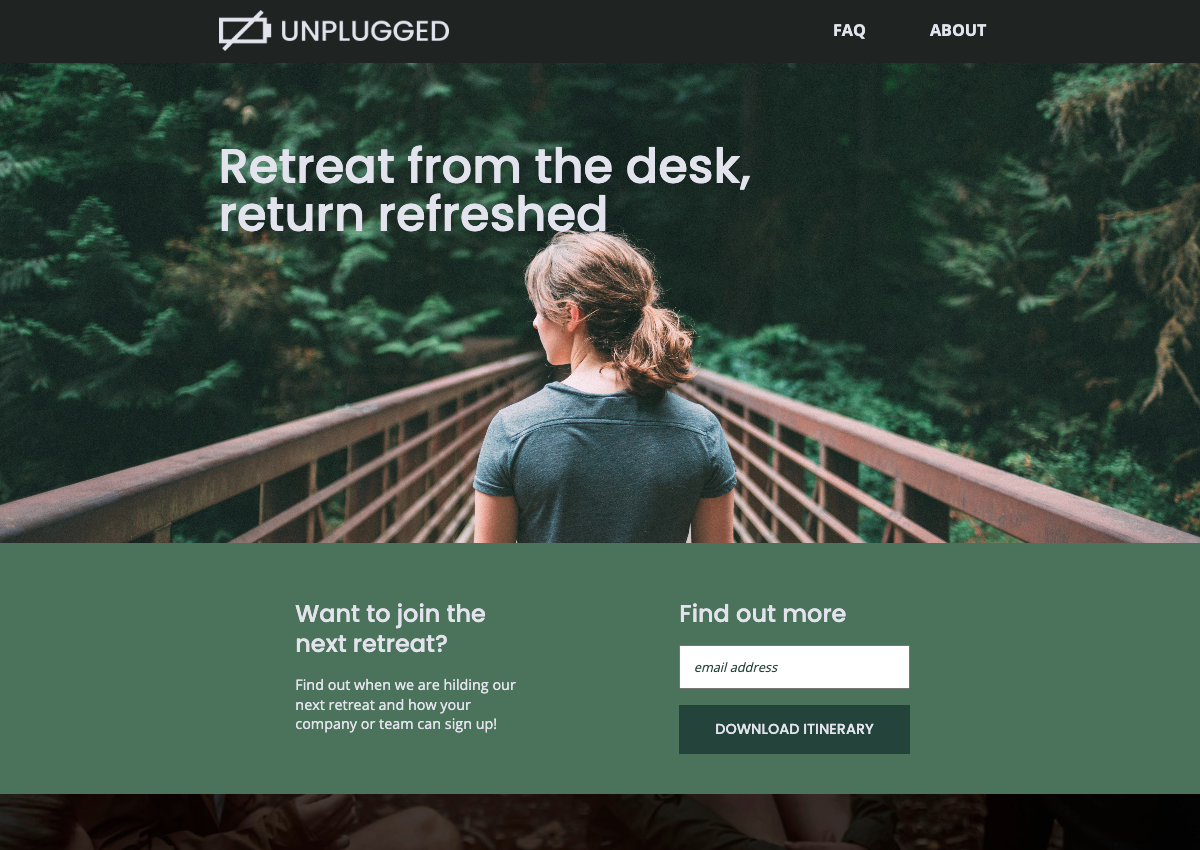 UNPLUGGED
FAQ
ABOUT
Retreat from the desk,
return refreshed
Want to join the
next retreat?
Find out when we are hilding our
next retreat and how your
company or team can sign up!
Find out more
email address
DOWNLOAD ITINERARY